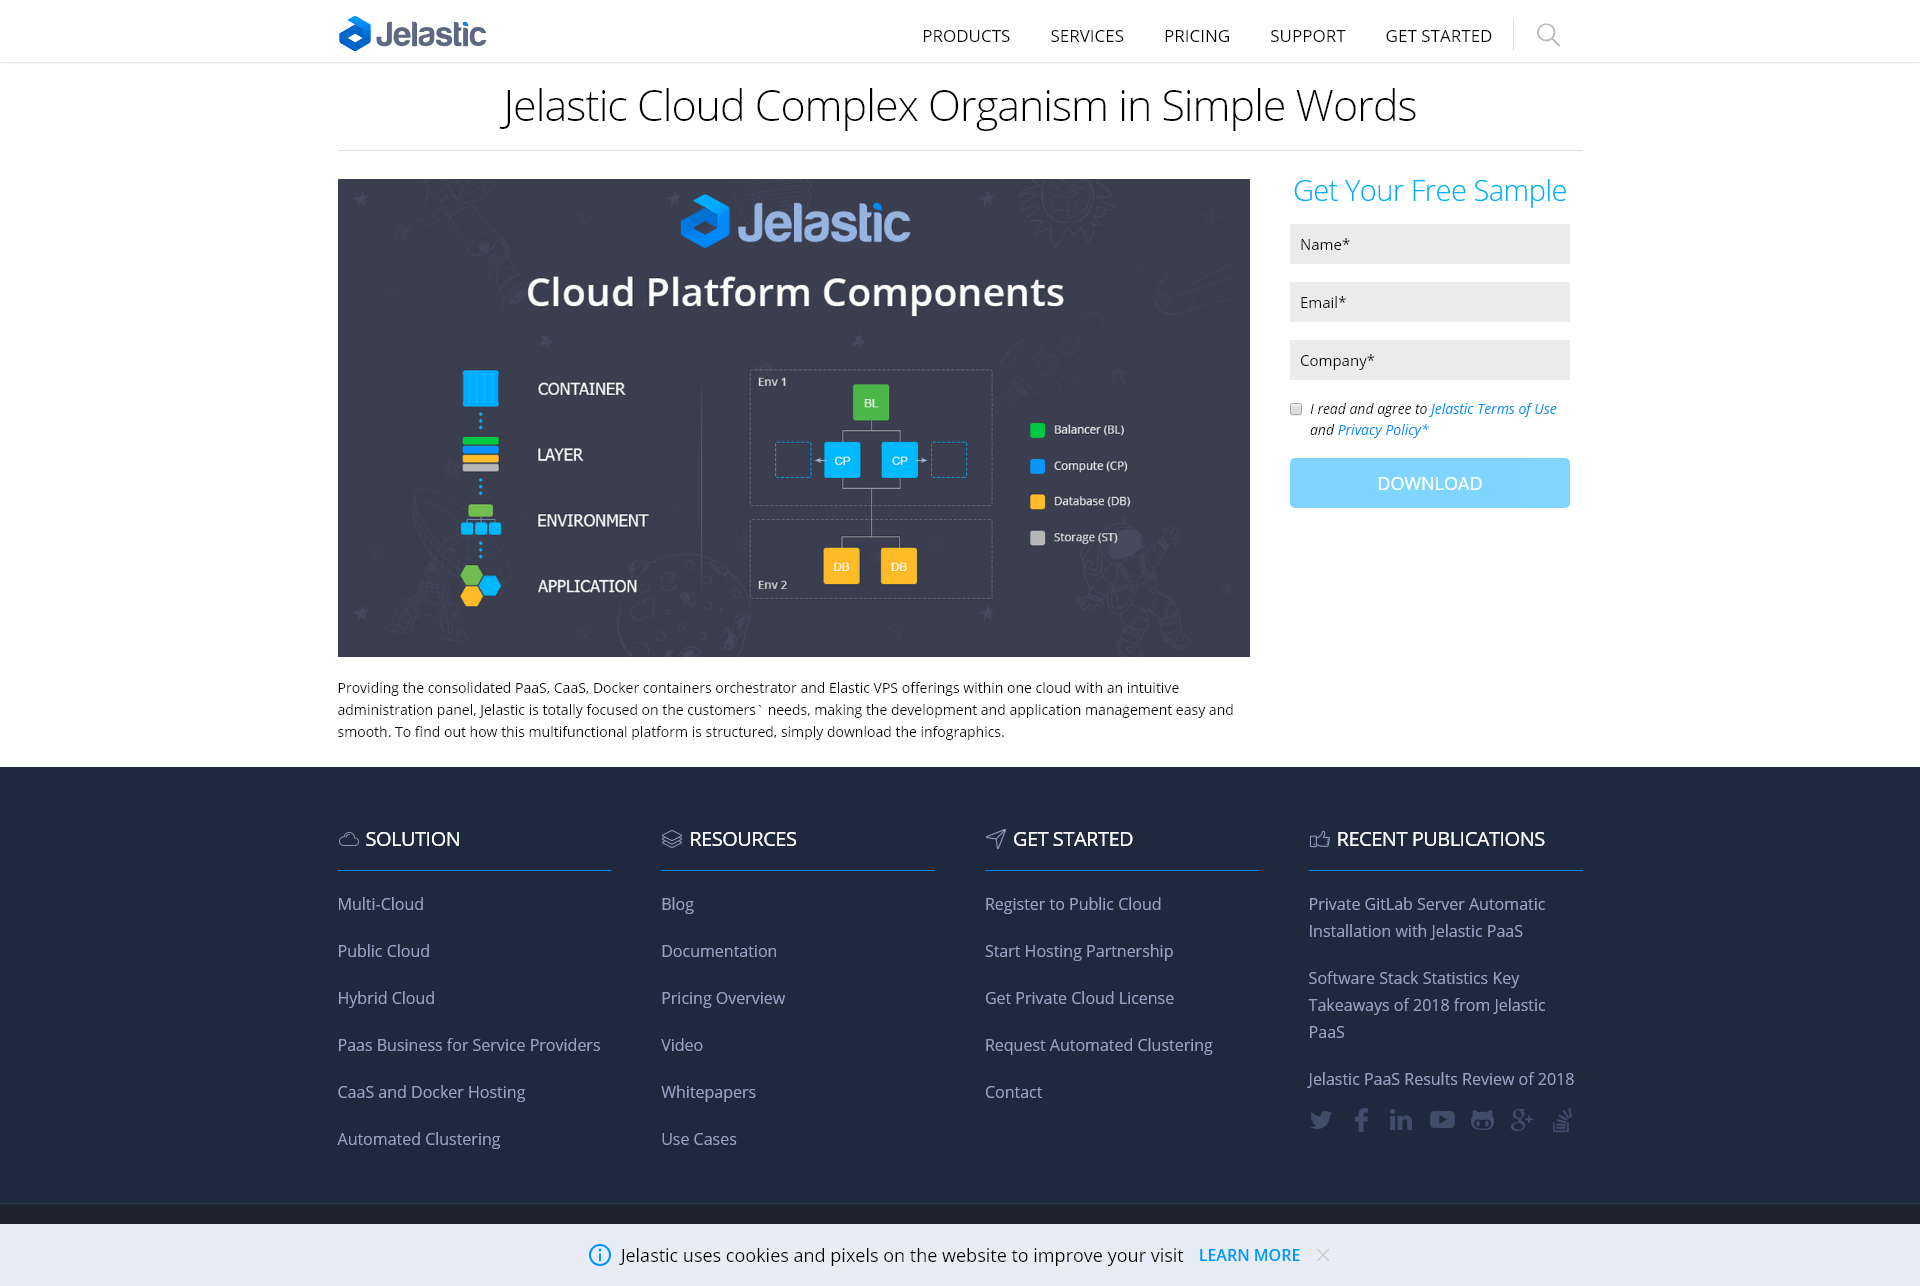 Jelastic
PRODUCTS
SERVICES
PRICING
SUPPORT
GET STARTED
Jelastic Cloud Complex Organism in Simple Words
Jelastic
Cloud Platform Components
CONTAINER
LAYER
ENVIRONMENT
APPLICATION
Env 1
BL
CP
CP
DB
DB
Env 2
Balancer (BL)
Compute (CP)
Database (DB)
Storage (ST)
Get Your Free Sample
Name*
Email*
Company*
I read and agree to Jelastic Terms of Use
and Privacy Policy*
DOWNLOAD
Providing the consolidated PaaS, CaaS, Docker containers orchestrator and Elastic VPS offerings within one cloud with an intuitive
administration panel, Jelastic is totally focused on the customers` needs, making the development and application management easy and
smooth. To find out how this multifunctional platform is structured, simply download the infographics.
SOLUTION
Multi-Cloud
Public Cloud
Hybrid Cloud
Paas Business for Service Providers
CaaS and Docker Hosting
Automated Clustering
RESOURCES
Blog
Documentation
Pricing Overview
Video
Whitepapers
Use Cases
GET STARTED
Register to Public Cloud
Start Hosting Partnership
Get Private Cloud License
Request Automated Clustering
Contact
RECENT PUBLICATIONS
Private GitLab Server Automatic
Installation with Jelastic PaaS
Software Stack Statistics Key
Takeaways of 2018 from Jelastic
PaaS
Jelastic PaaS Results Review of 2018
Jelastic uses cookies and pixels on the website to improve your visit LEARN MORE